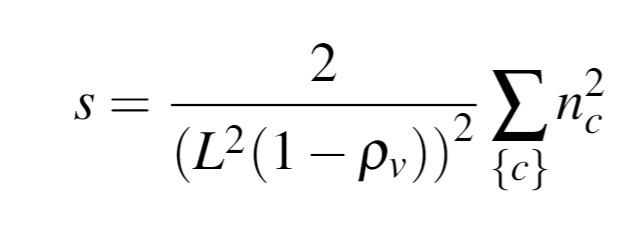 s = \frac{2}{(L^2(1-\rho_v))^2} \sum_{\{c\}} n_c^2